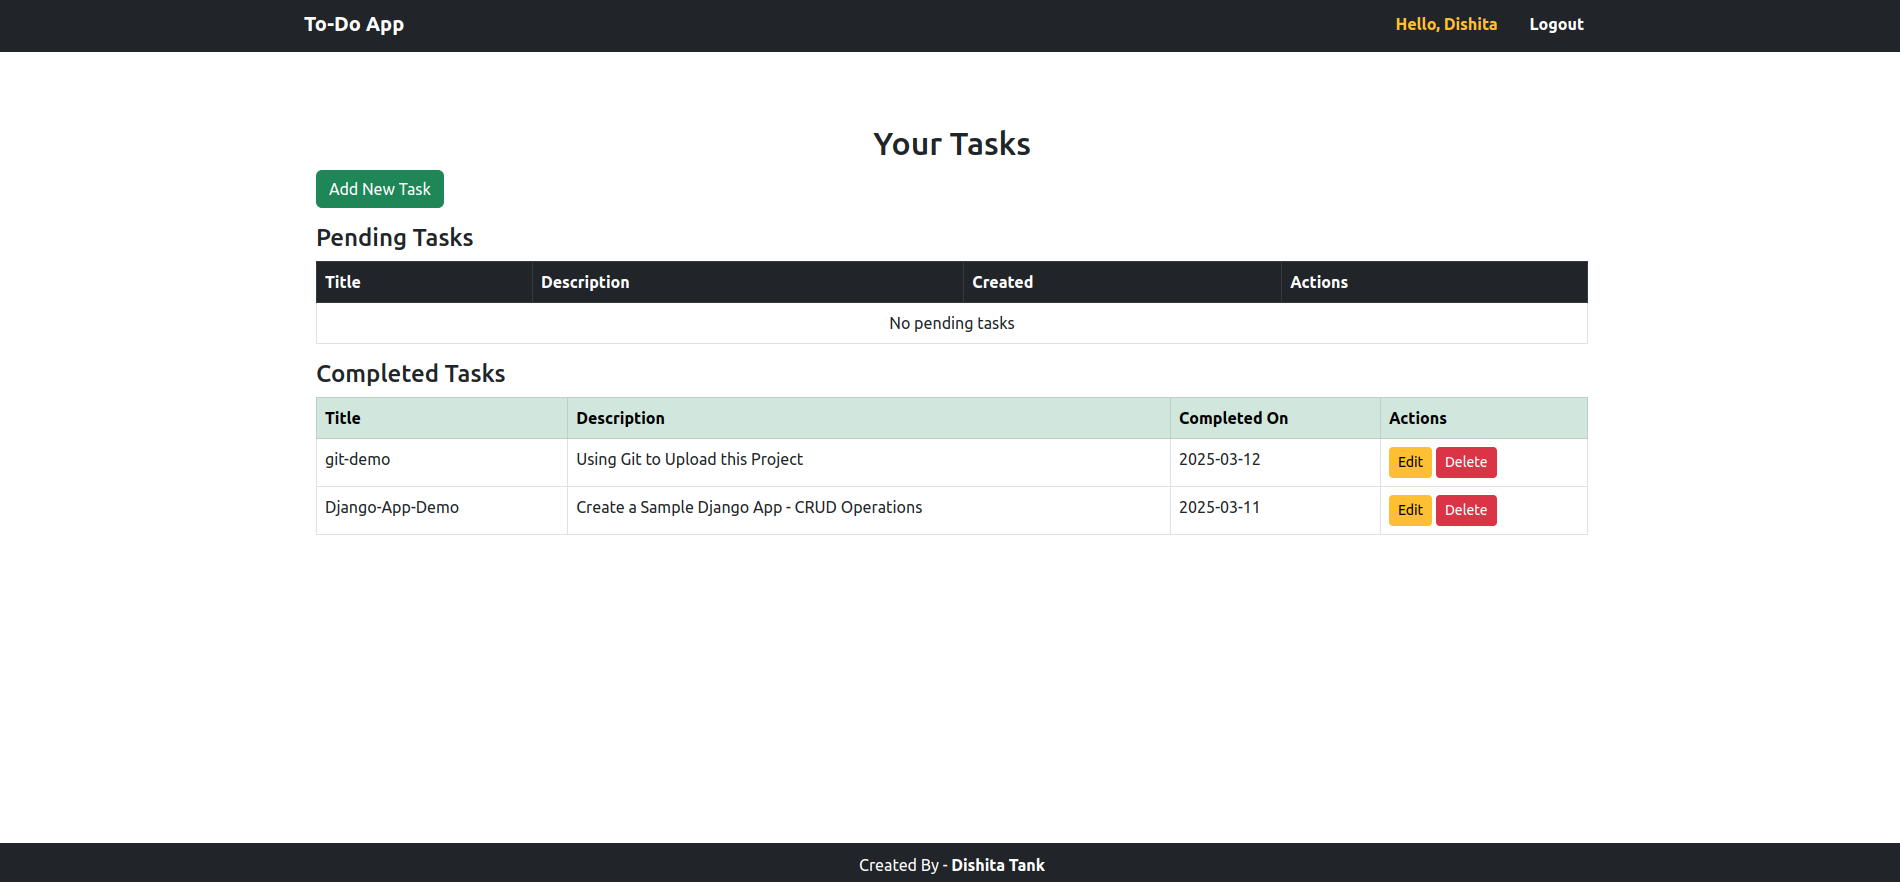 To-Do App Hello, Dishita Logout
Your Tasks
Add New Task
Pending Tasks
Title Description Created Actions
No pending tasks
Completed Tasks
Title Description Completed On Actions
git-demo Using Git to Upload this Project 2025-03-12 Edit Delete
Django-App-Demo Create a Sample Django App - CRUD Operations 2025-03-11 Edit Delete
Created By - Dishita Tank